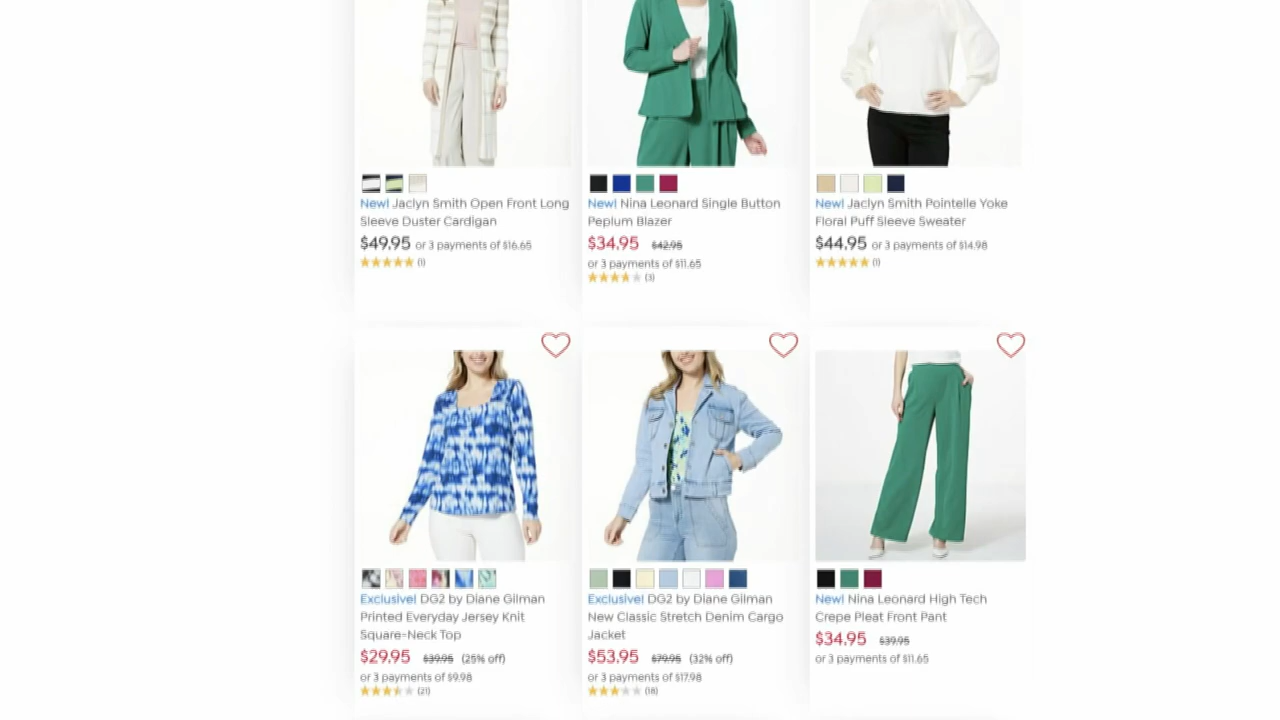 New! Jaclyn Smith Open Front Long
Sleeve Duster Cardigan
$49.95 or 3 payments of $16.65
(1)
New! Nina Leonard Single Button
Peplum Blazer
$34.95 $42.95
or 3 payments of $11.65
(3)
New! Jaclyn Smith Pointelle Yoke
Floral Puff Sleeve Sweater
$44.95 or 3 payments of $14.98
(1)
Exclusive! DG2 by Diane Gilman
Printed Everyday Jersey Knit
Square-Neck Top
$29.95 $39.95 (25% off)
or 3 payments of $9.98
(21)
Exclusive! DG2 by Diane Gilman
New Classic Stretch Denim Cargo
Jacket
$53.95 $79.95 (32% off)
or 3 payments of $17.98
(18)
New! Nina Leonard High Tech
Crepe Pleat Front Pant
$34.95 $39.95
or 3 payments of $11.65